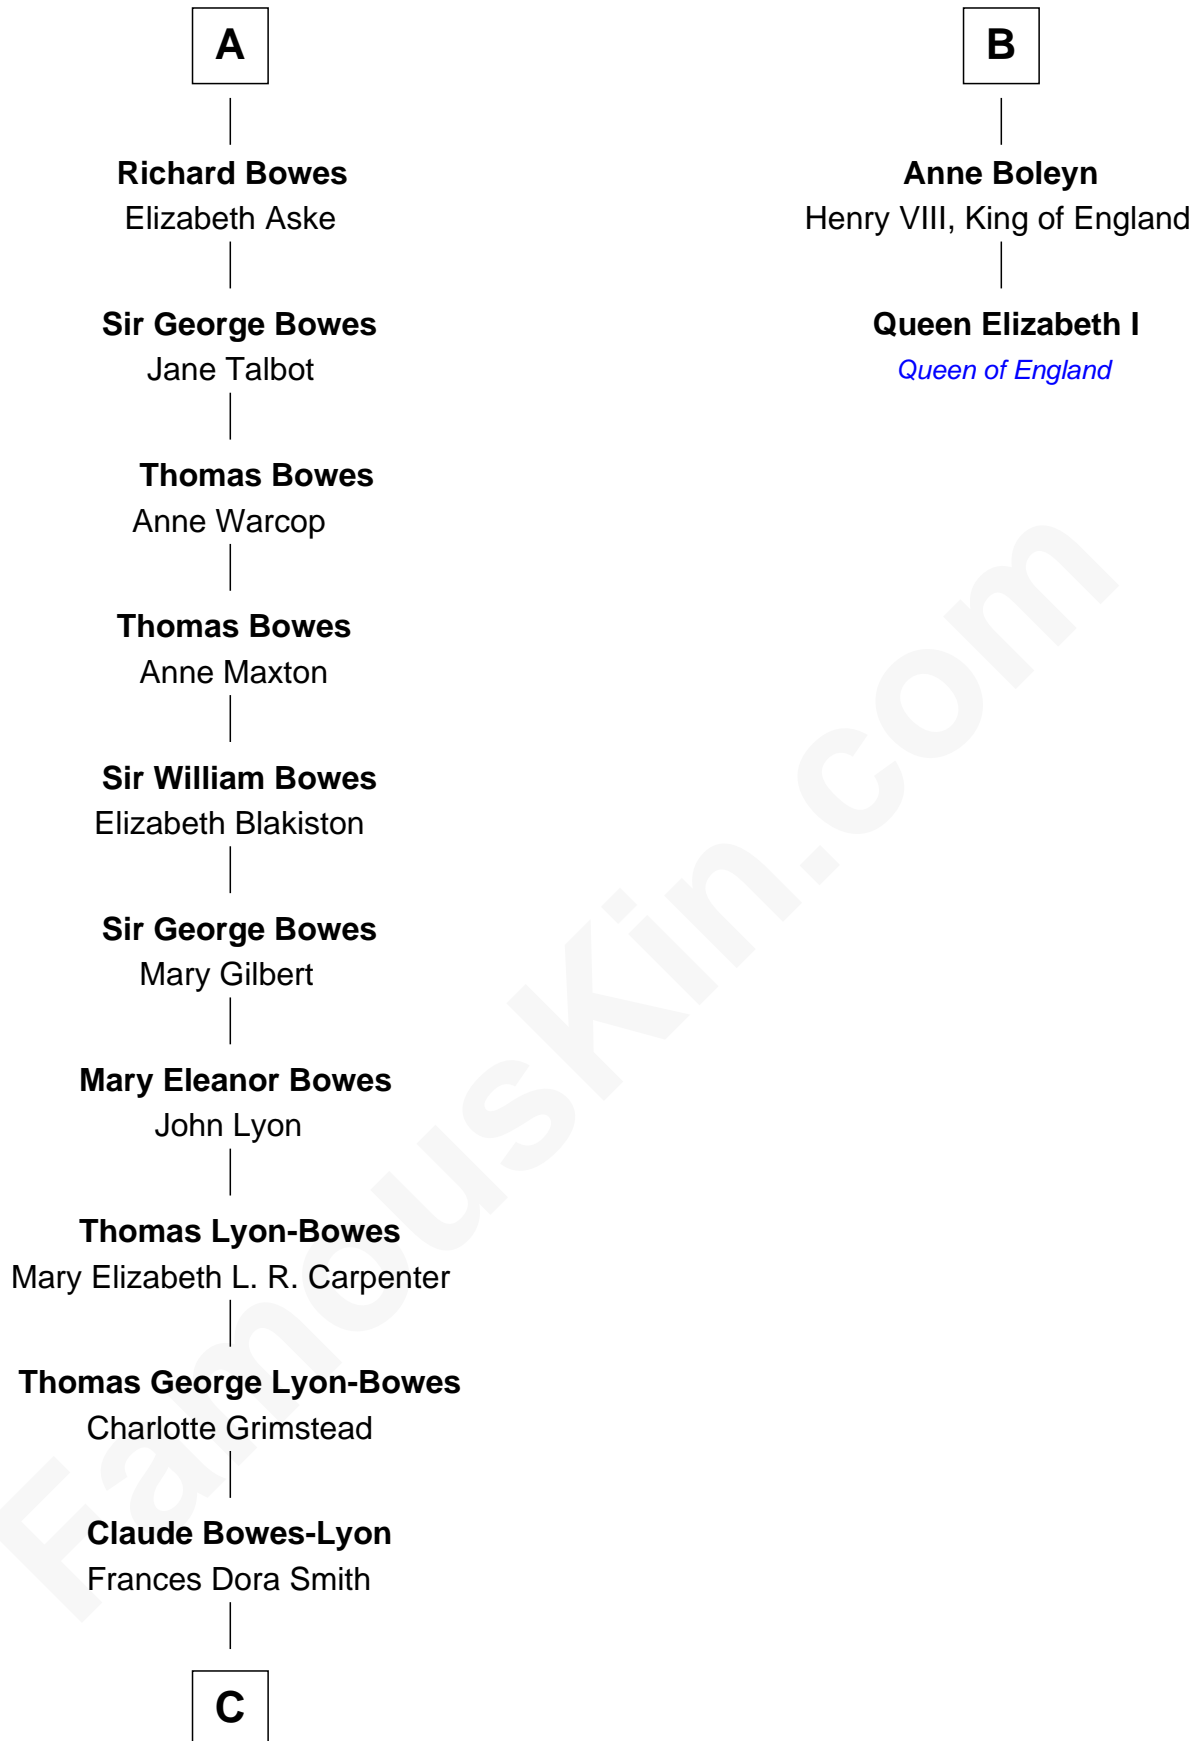 A
Richard Bowes
Elizabeth Aske
Sir George Bowes
Jane Talbot
Thomas Bowes
Anne Warcop
Thomas Bowes
Anne Maxton
Sir William Bowes
Elizabeth Blakiston
Sir George Bowes
Mary Gilbert
Mary Eleanor Bowes
John Lyon
Thomas Lyon-Bowes
Mary Elizabeth L. R. Carpenter
Thomas George Lyon-Bowes
Charlotte Grimstead
Claude Bowes-Lyon
Frances Dora Smith
C
B
Anne Boleyn
Henry VIII, King of England
Queen Elizabeth I
Queen of England
FamousKin.com